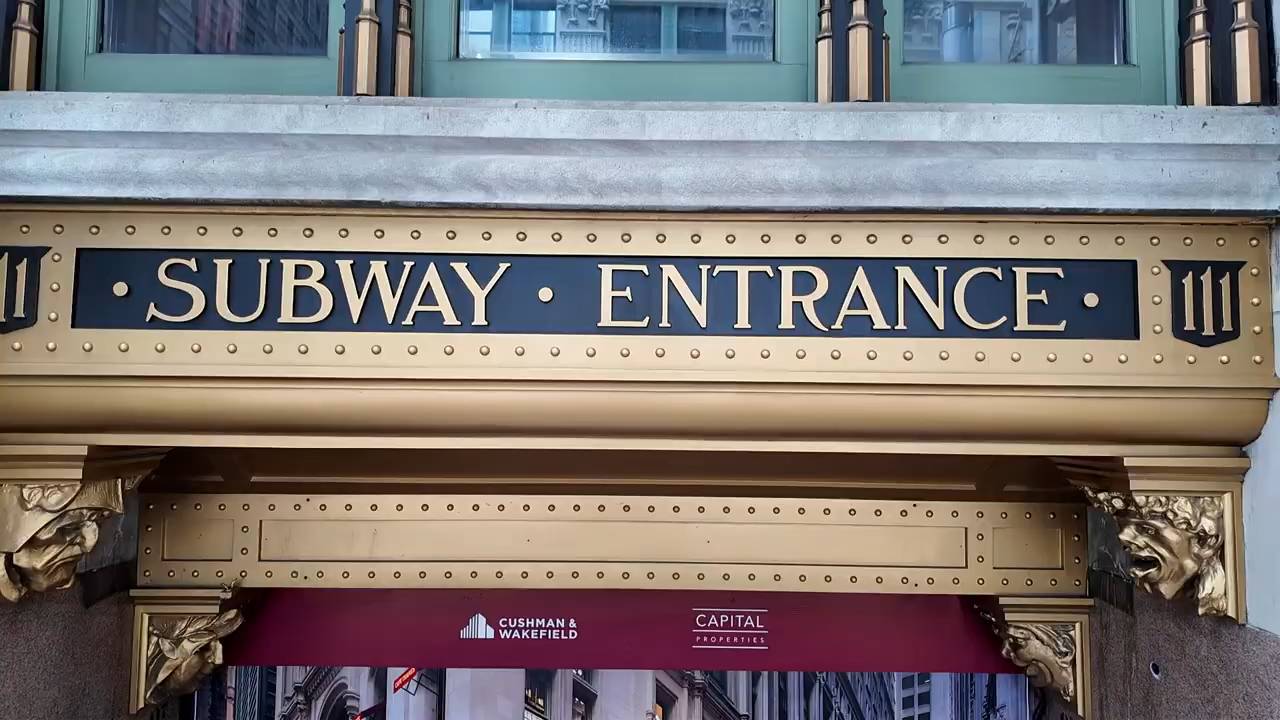 111 · SUBWAY · ENTRANCE · 111
CUSHMAN &
WAKEFIELD
CAPITAL
PROPERTIES